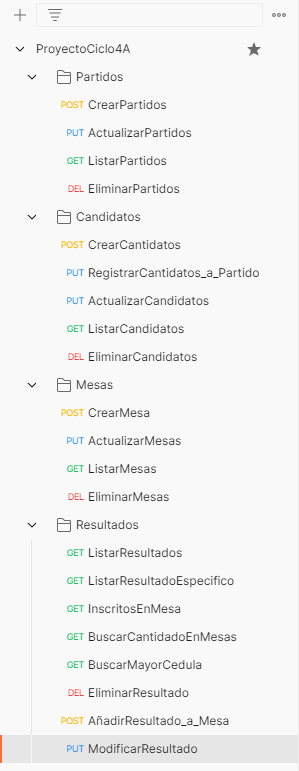 ProyectoCiclo4A
Partidos
POST CrearPartidos
PUT ActualizarPartidos
GET ListarPartidos
DEL EliminarPartidos
Candidatos
POST CrearCantidatos
PUT RegistrarCantidatos_a_Partido
PUT ActualizarCandidatos
GET ListarCandidatos
DEL EliminarCandidatos
Mesas
POST CrearMesa
PUT ActualizarMesas
GET ListarMesas
DEL EliminarMesas
Resultados
GET ListarResultados
GET ListarResultadoEspecifico
GET InscritosEnMesa
GET BuscarCantidadoEnMesas
GET BuscarMayorCedula
DEL EliminarResultado
POST AñadirResultado_a_Mesa
PUT ModificarResultado